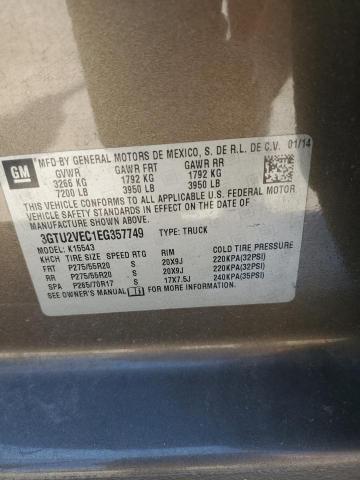 GM
MFD BY GENERAL MOTORS DE MEXICO, S. DE R.L. DE C.V. 01/14
GVWR GAWR FRT GAWR RR
3266 KG 1792 KG 1792 KG
7200 LB 3950 LB 3950 LB
THIS VEHICLE CONFORMS TO ALL APPLICABLE U.S. FEDERAL MOTOR
VEHICLE SAFETY STANDARDS IN EFFECT ON THE DATE OF
MANUFACTURE SHOWN ABOVE.
3GTU2VEC1EG357749 TYPE: TRUCK
MODEL: K15543
KHCH TIRE SIZE SPEED RTG RIM COLD TIRE PRESSURE
FRT P275/55R20 S 20X9J 220KPA(32PSI)
RR P275/55R20 S 20X9J 220KPA(32PSI)
SPA P265/70R17 S 17X7.5J 240KPA(35PSI)
SEE OWNER'S MANUAL FOR MORE INFORMATION.